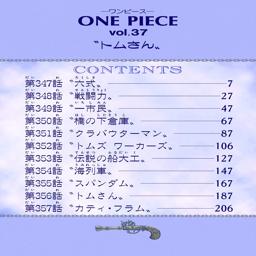 ーワンピースー
ONE PIECE
vol.37
〝トムさん〟
CONTENTS
第347話〝六式〟 7
第348話〝戦闘力〟 27
第349話〝一市民〟 47
第350話〝橋の下倉庫〟 67
第351話〝クラバウターマン〟 87
第352話〝トムズ ワーカーズ〟 106
第353話〝伝説の船大工〟 127
第354話〝海列車〟 147
第355話〝スパンダム〟 167
第356話〝トムさん〟 187
第357話〝カティ・フラム〟 206